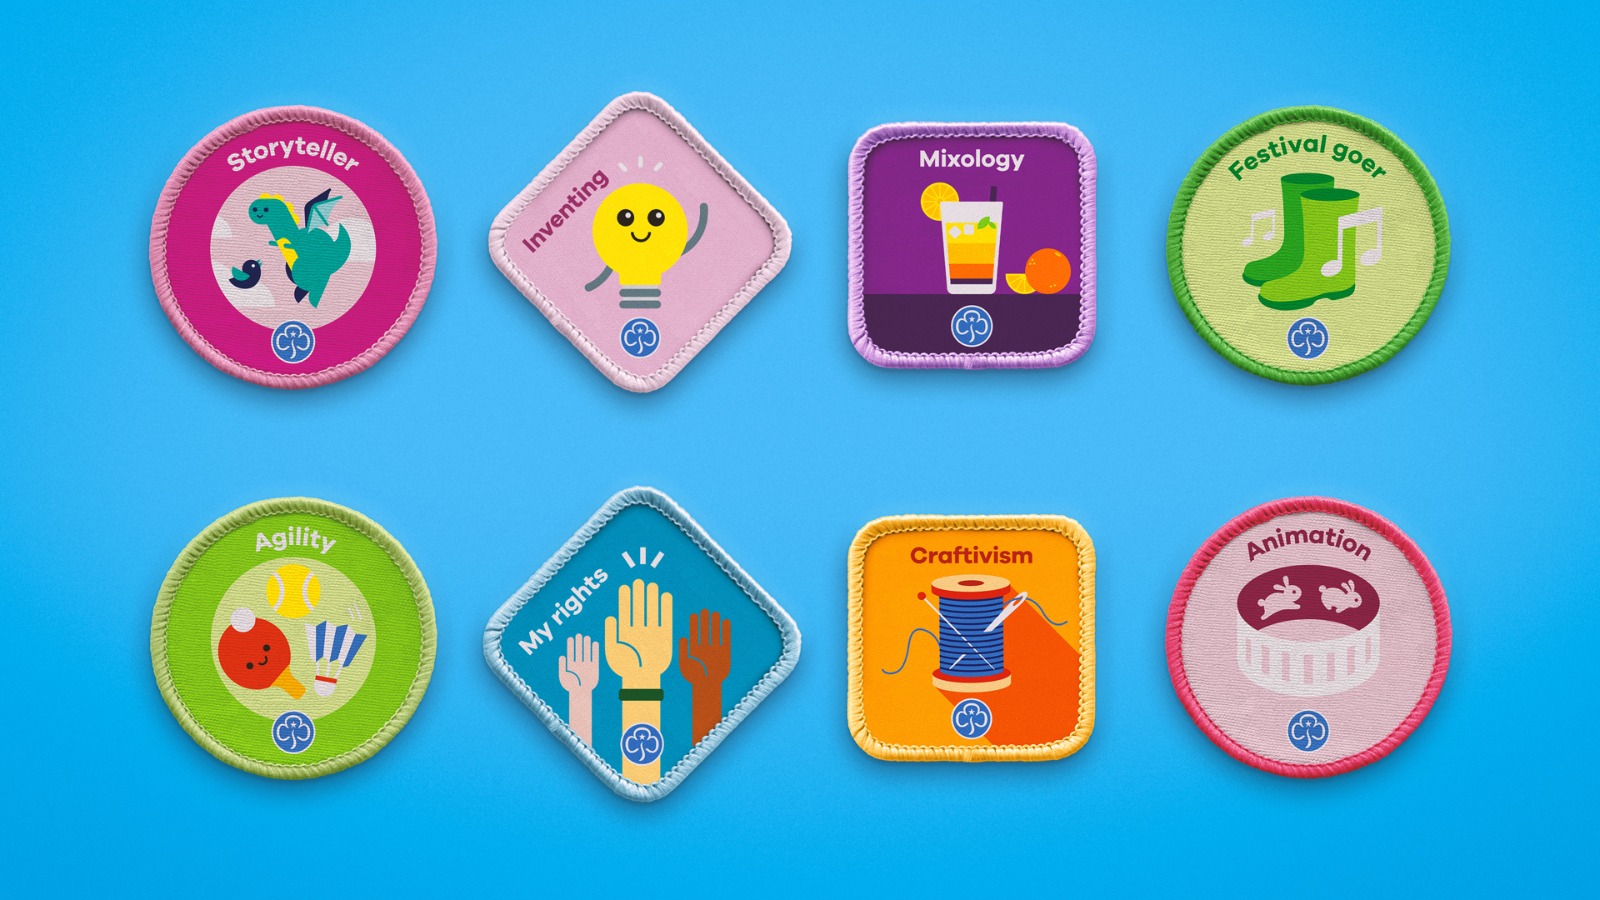 Storyteller
Inventing
Mixology
Festival goer
Agility
My rights
Craftivism
Animation